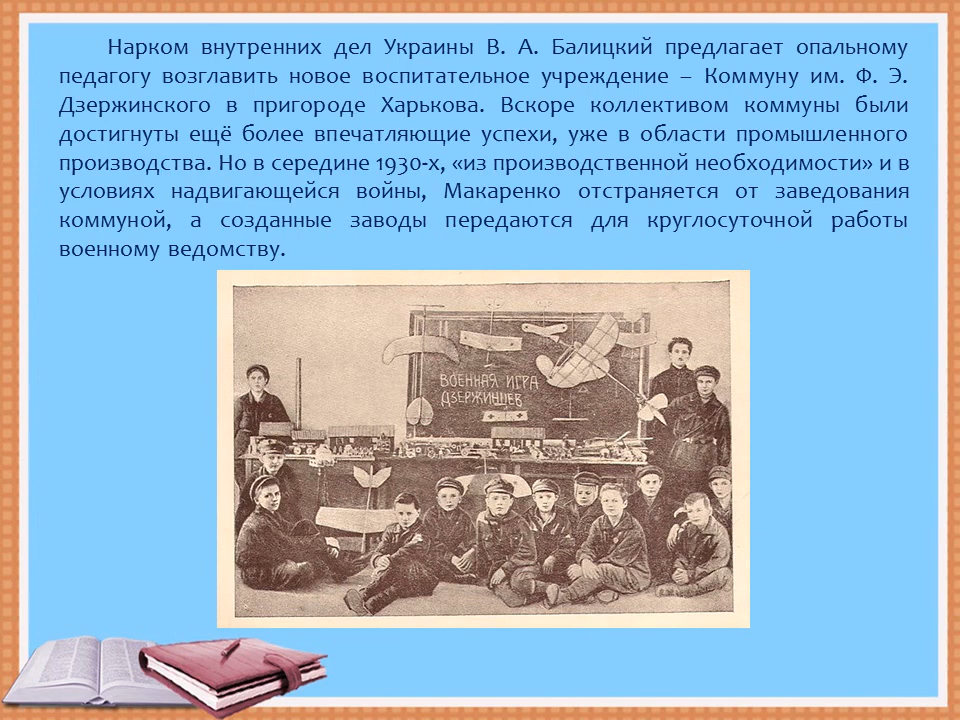 Нарком внутренних дел Украины В. А. Балицкий предлагает опальному
педагогу возглавить новое воспитательное учреждение – Коммуну им. Ф. Э.
Дзержинского в пригороде Харькова. Вскоре коллективом коммуны были
достигнуты ещё более впечатляющие успехи, уже в области промышленного
производства. Но в середине 1930-х, «из производственной необходимости» и в
условиях надвигающейся войны, Макаренко отстраняется от заведования
коммуной, а созданные заводы передаются для круглосуточной работы
военному ведомству.
ВОЕННАЯ ИГРА
ДЗЕРЖИНЦЕВ